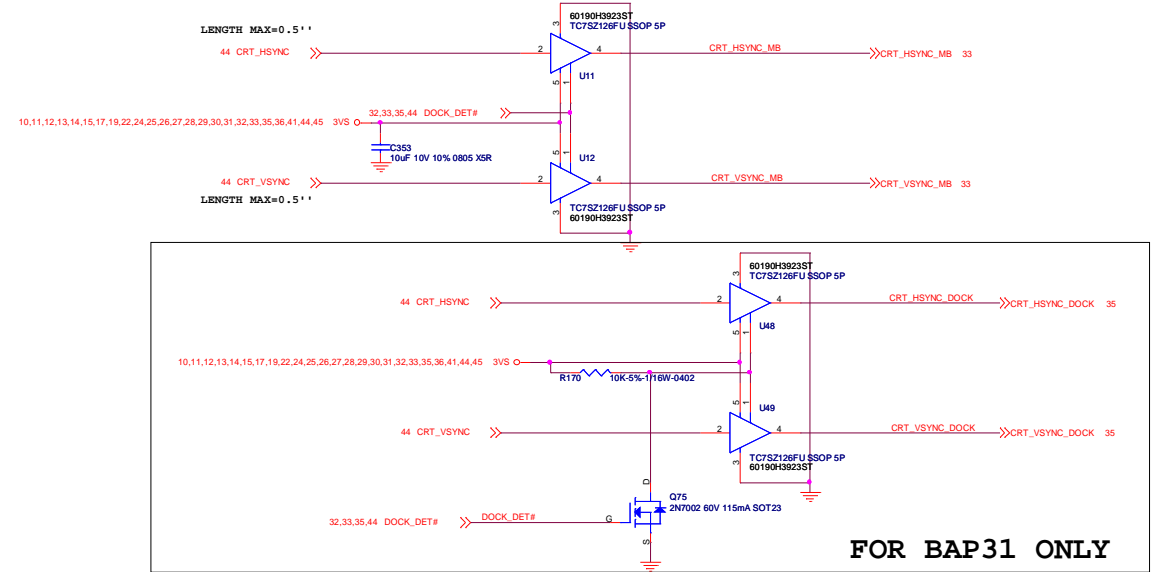 60190H3923ST
TC7SZ126FU SSOP 5P
3
LENGTH MAX=0.5''
44 CRT_HSYNC
2
4
CRT_HSYNC_MB
CRT_HSYNC_MB 33
U11
5
1
32,33,35,44 DOCK_DET#
10,11,12,13,14,15,17,19,22,24,25,26,27,28,29,30,31,32,33,35,36,41,44,45 3VS
C353
10uF 10V 10% 0805 X5R
5
1
U12
44 CRT_VSYNC
2
4
CRT_VSYNC_MB
CRT_VSYNC_MB 33
LENGTH MAX=0.5''
TC7SZ126FU SSOP 5P
3
60190H3923ST
60190H3923ST
3
TC7SZ126FU SSOP 5P
44 CRT_HSYNC
2
4
CRT_HSYNC_DOCK
CRT_HSYNC_DOCK 35
U48
5
1
10,11,12,13,14,15,17,19,22,24,25,26,27,28,29,30,31,32,33,35,36,41,44,45 3VS
R170
10K-5%-1/16W-0402
5
1
U49
44 CRT_VSYNC
2
4
CRT_VSYNC_DOCK
CRT_VSYNC_DOCK 35
TC7SZ126FU SSOP 5P
3
60190H3923ST
D
Q75
2N7002 60V 115mA SOT23
32,33,35,44 DOCK_DET#
DOCK_DET#
G
S
FOR BAP31 ONLY